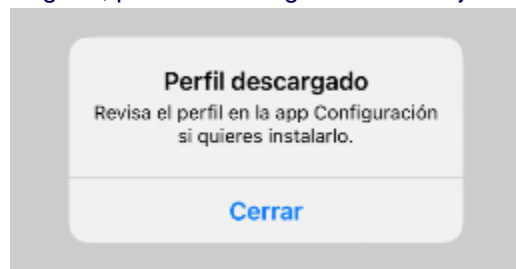 Perfil descargado
Revisa el perfil en la app Configuración
si quieres instalarlo.
Cerrar